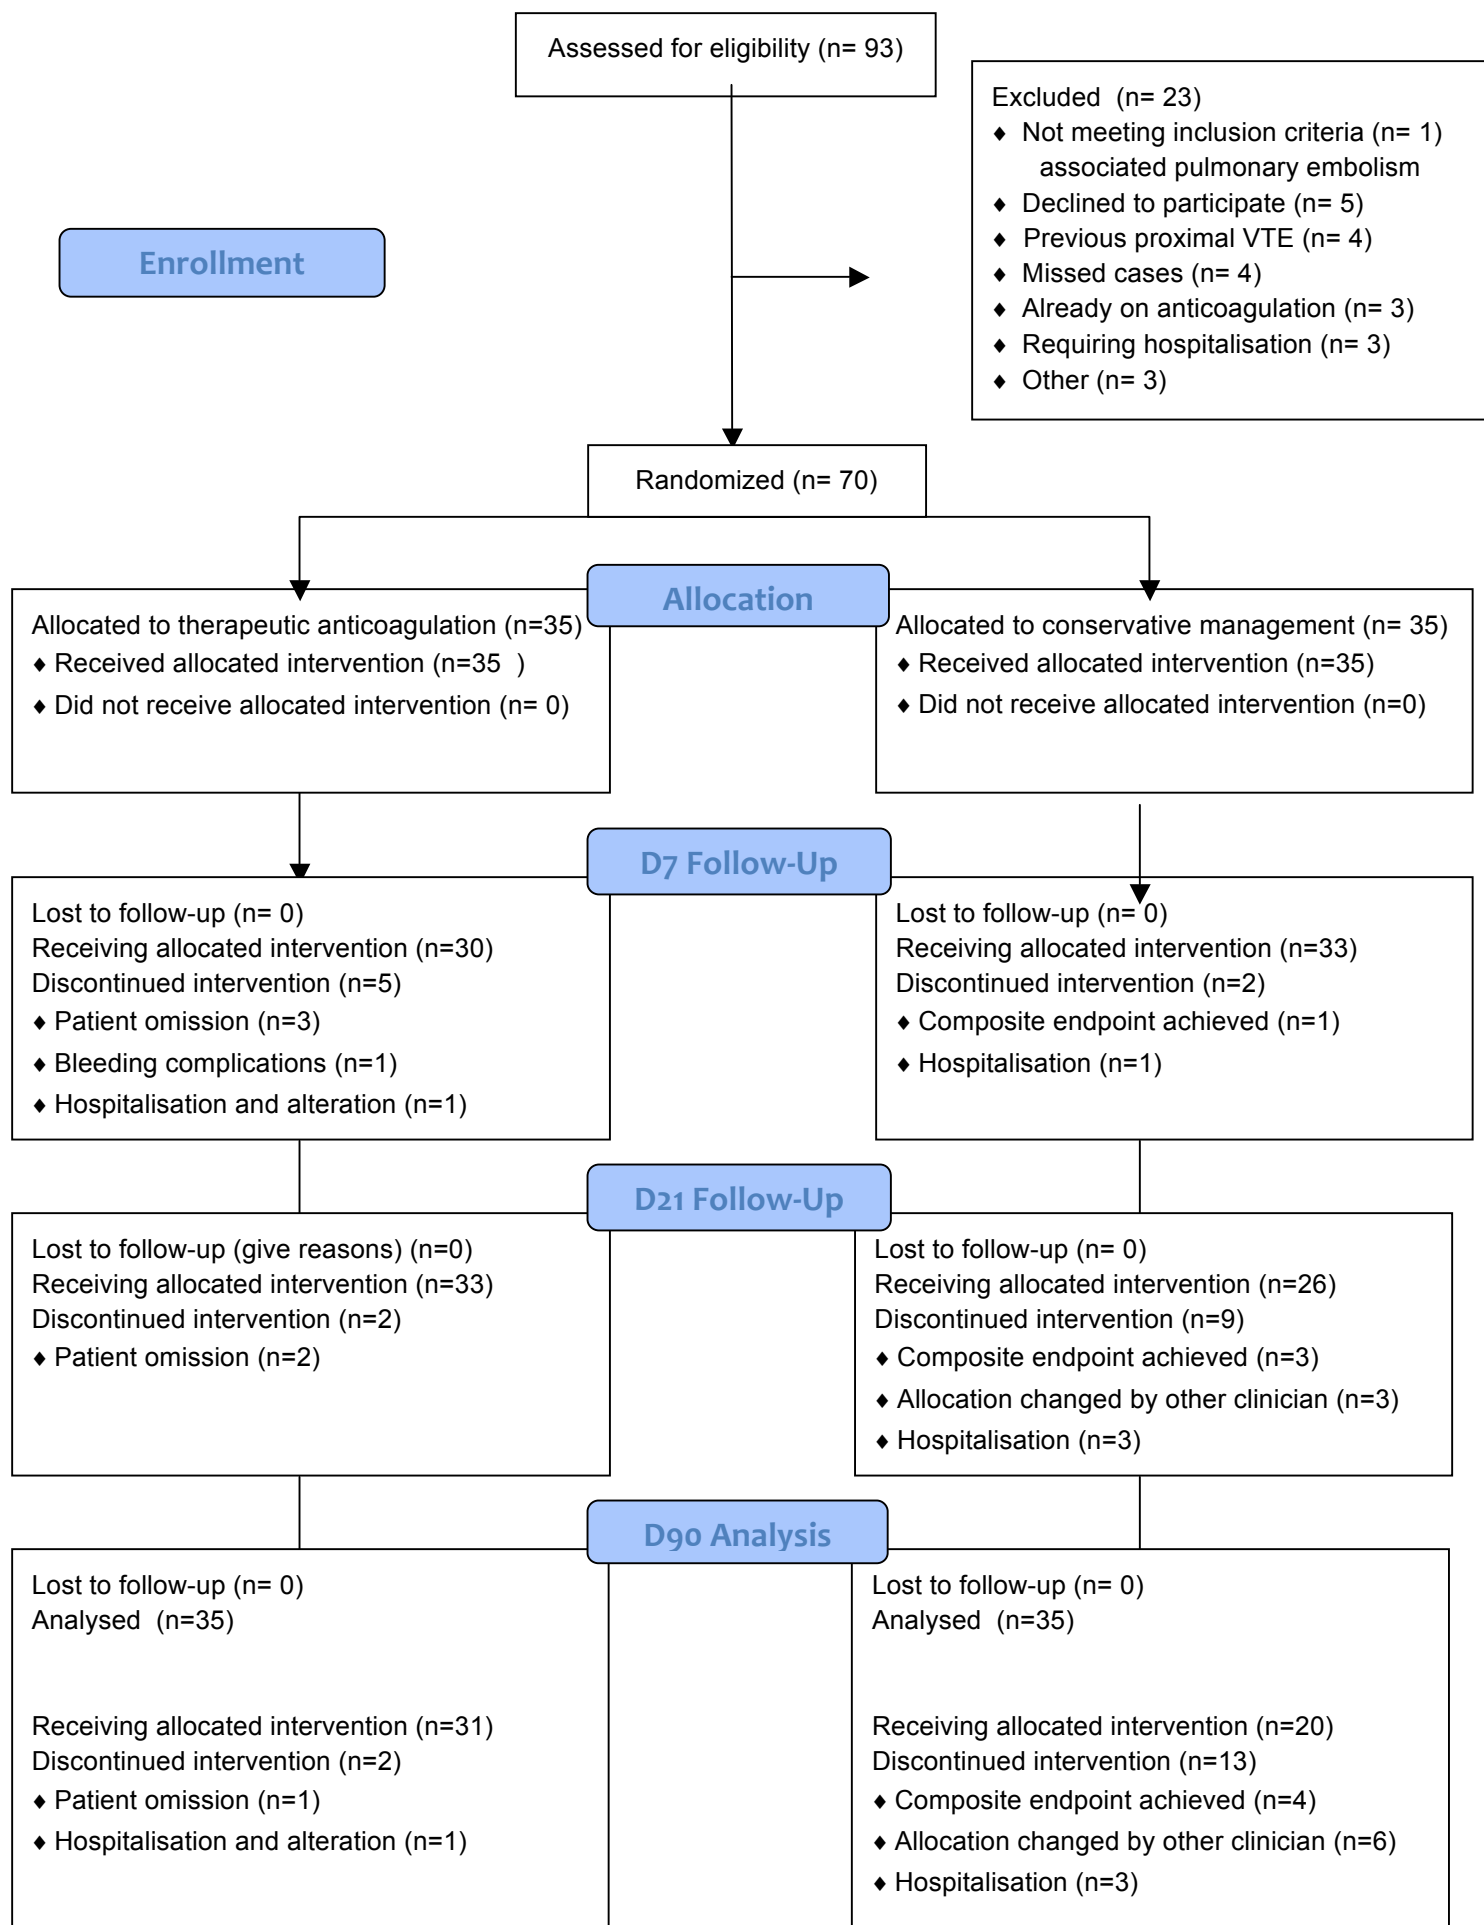 Assessed for eligibility (n= 93)
Excluded  (n= 23)
♦ Not meeting inclusion criteria (n= 1)
associated pulmonary embolism
♦ Declined to participate (n= 5)
♦ Previous proximal VTE (n= 4)
♦ Missed cases (n= 4)
♦ Already on anticoagulation (n= 3)
♦ Requiring hospitalisation (n= 3)
♦ Other (n= 3)
Enrollment
Randomized (n= 70)
Allocation
Allocated to therapeutic anticoagulation (n=35)
♦ Received allocated intervention (n=35  )
♦ Did not receive allocated intervention (n= 0)
Allocated to conservative management (n= 35)
♦ Received allocated intervention (n=35)
♦ Did not receive allocated intervention (n=0)
D7 Follow-Up
Lost to follow-up (n= 0)
Receiving allocated intervention (n=30)
Discontinued intervention (n=5)
♦ Patient omission (n=3)
♦ Bleeding complications (n=1)
♦ Hospitalisation and alteration (n=1)
Lost to follow-up (n= 0)
Receiving allocated intervention (n=33)
Discontinued intervention (n=2)
♦ Composite endpoint achieved (n=1)
♦ Hospitalisation (n=1)
D21 Follow-Up
Lost to follow-up (give reasons) (n=0)
Receiving allocated intervention (n=33)
Discontinued intervention (n=2)
♦ Patient omission (n=2)
Lost to follow-up (n= 0)
Receiving allocated intervention (n=26)
Discontinued intervention (n=9)
♦ Composite endpoint achieved (n=3)
♦ Allocation changed by other clinician (n=3)
♦ Hospitalisation (n=3)
D90 Analysis
Lost to follow-up (n= 0)
Analysed  (n=35)
Receiving allocated intervention (n=31)
Discontinued intervention (n=2)
♦ Patient omission (n=1)
♦ Hospitalisation and alteration (n=1)
Lost to follow-up (n= 0)
Analysed  (n=35)
Receiving allocated intervention (n=20)
Discontinued intervention (n=13)
♦ Composite endpoint achieved (n=4)
♦ Allocation changed by other clinician (n=6)
♦ Hospitalisation (n=3)